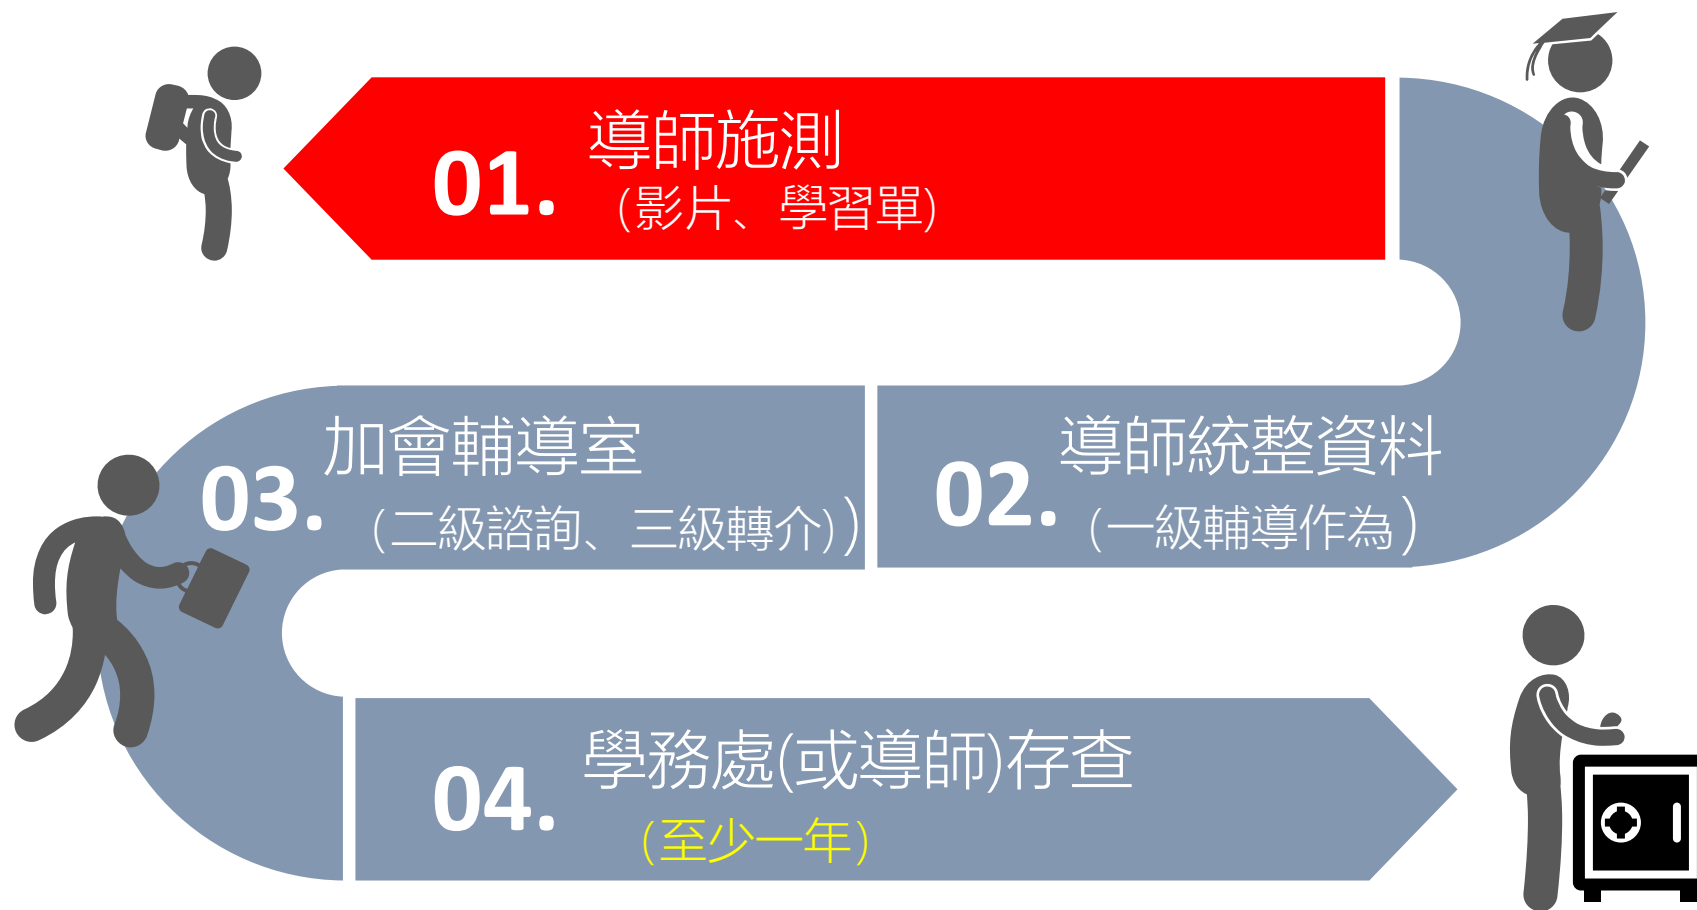 01. 導師施測
(影片、學習單)
02. 導師統整資料
(一級輔導作為)
03. 加會輔導室
(二級諮詢、三級轉介))
04. 學務處(或導師)存查
(至少一年)